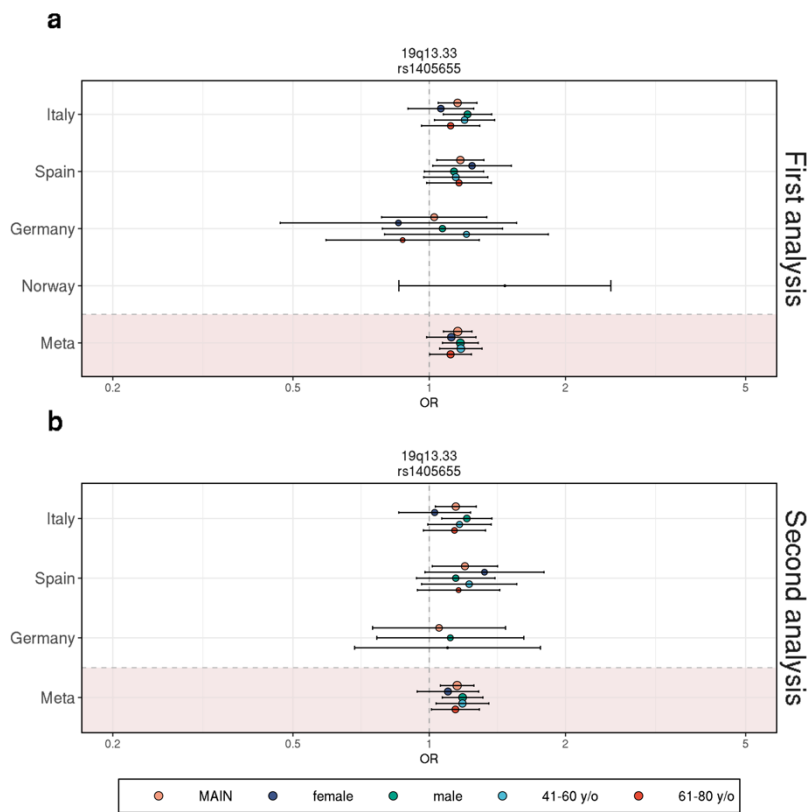 a
19q13.33
rs1405655
Italy
Spain
Germany
Norway
Meta
First analysis
0.2 0.5 1 2 5
OR
b
19q13.33
rs1405655
Italy
Spain
Germany
Meta
Second analysis
0.2 0.5 1 2 5
OR
MAIN female male 41-60 y/o 61-80 y/o